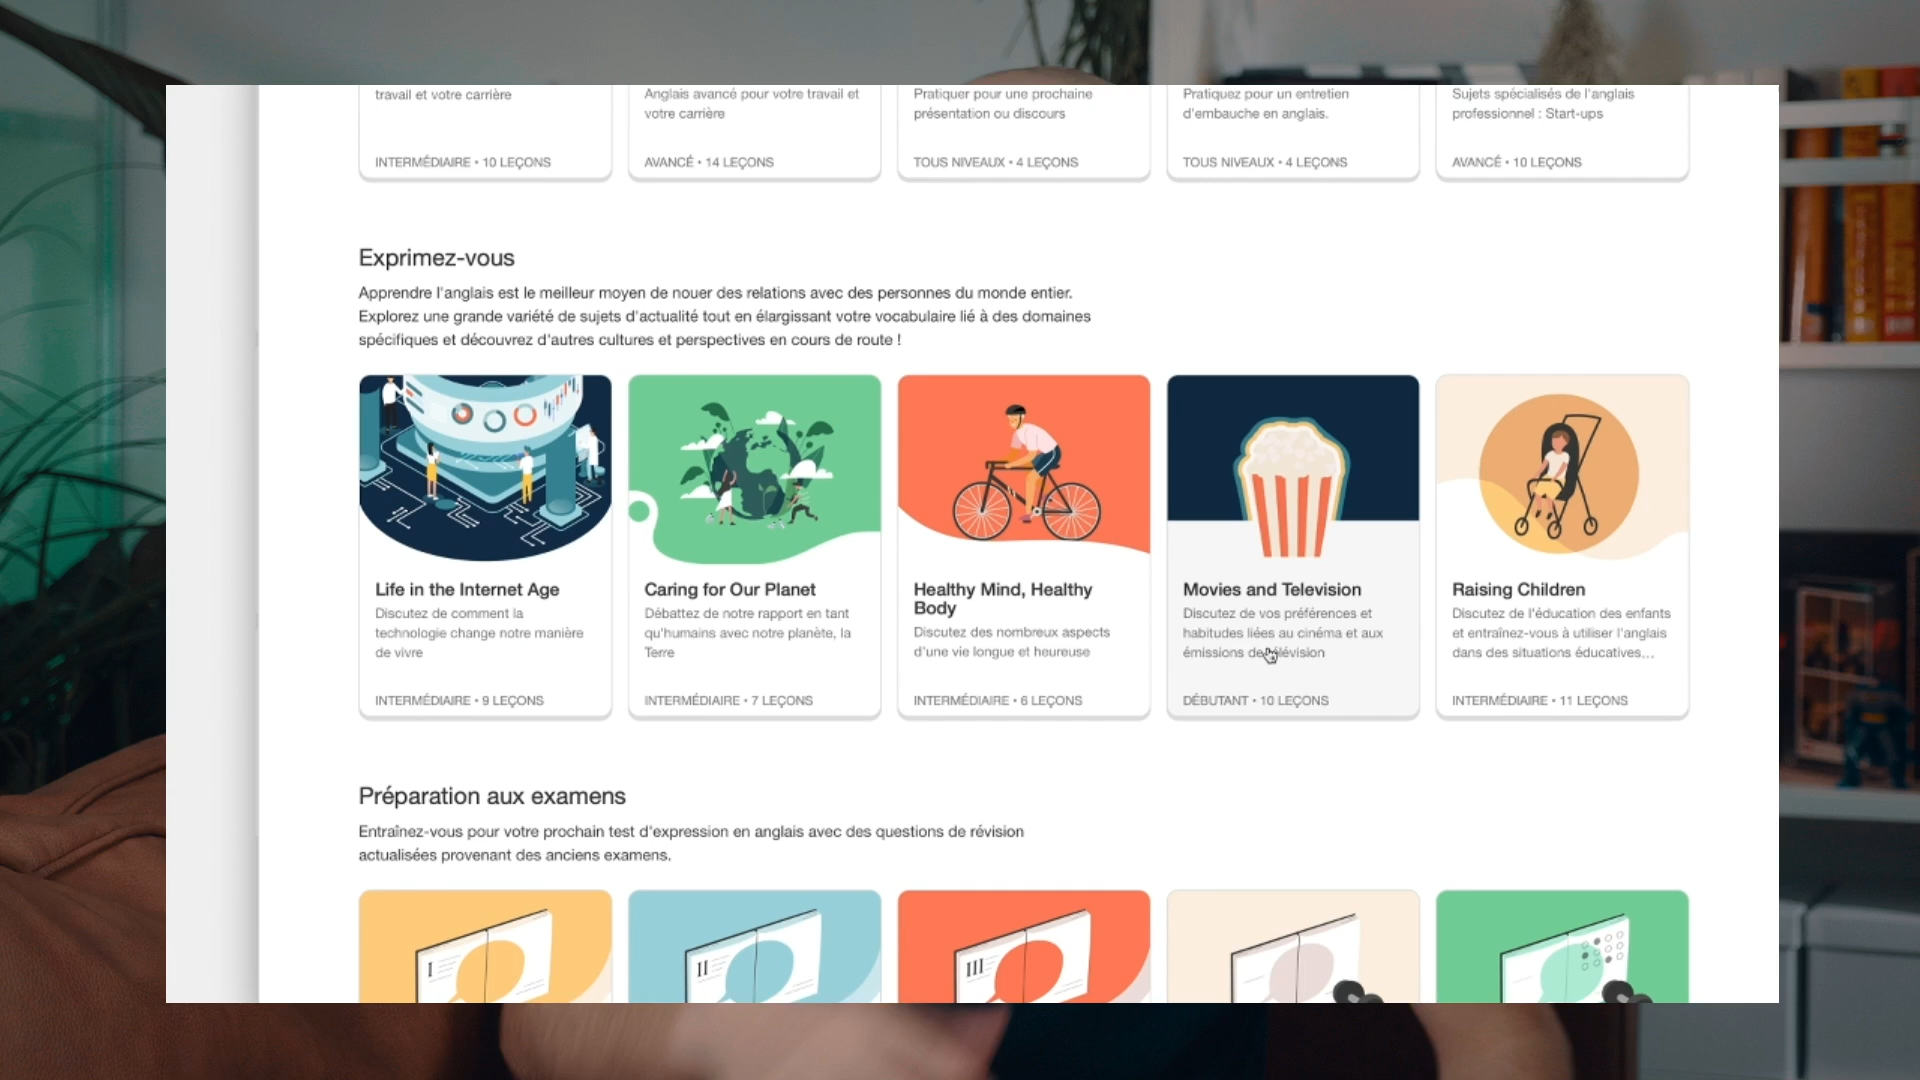 travail et votre carrière
INTERMÉDIAIRE • 10 LEÇONS
Anglais avancé pour votre travail et
votre carrière
AVANCÉ • 14 LEÇONS
Pratiquer pour une prochaine
présentation ou discours
TOUS NIVEAUX • 4 LEÇONS
Pratiquez pour un entretien
d'embauche en anglais.
TOUS NIVEAUX • 4 LEÇONS
Sujets spécialisés de l'anglais
professionnel : Start-ups
AVANCÉ • 10 LEÇONS
Exprimez-vous
Apprendre l'anglais est le meilleur moyen de nouer des relations avec des personnes du monde entier.
Explorez une grande variété de sujets d'actualité tout en élargissant votre vocabulaire lié à des domaines
spécifiques et découvrez d'autres cultures et perspectives en cours de route !
Life in the Internet Age
Discutez de comment la
technologie change notre manière
de vivre
INTERMÉDIAIRE • 9 LEÇONS
Caring for Our Planet
Débattez de notre rapport en tant
qu'humains avec notre planète, la
Terre
INTERMÉDIAIRE • 7 LEÇONS
Healthy Mind, Healthy
Body
Discutez des nombreux aspects
d'une vie longue et heureuse
INTERMÉDIAIRE • 6 LEÇONS
Movies and Television
Discutez de vos préférences et
habitudes liées au cinéma et aux
émissions de télévision
DÉBUTANT • 10 LEÇONS
Raising Children
Discutez de l'éducation des enfants
et entraînez-vous à utiliser l'anglais
dans des situations éducatives...
INTERMÉDIAIRE • 11 LEÇONS
Préparation aux examens
Entraînez-vous pour votre prochain test d'expression en anglais avec des questions de révision
actualisées provenant des anciens examens.
I
II
III